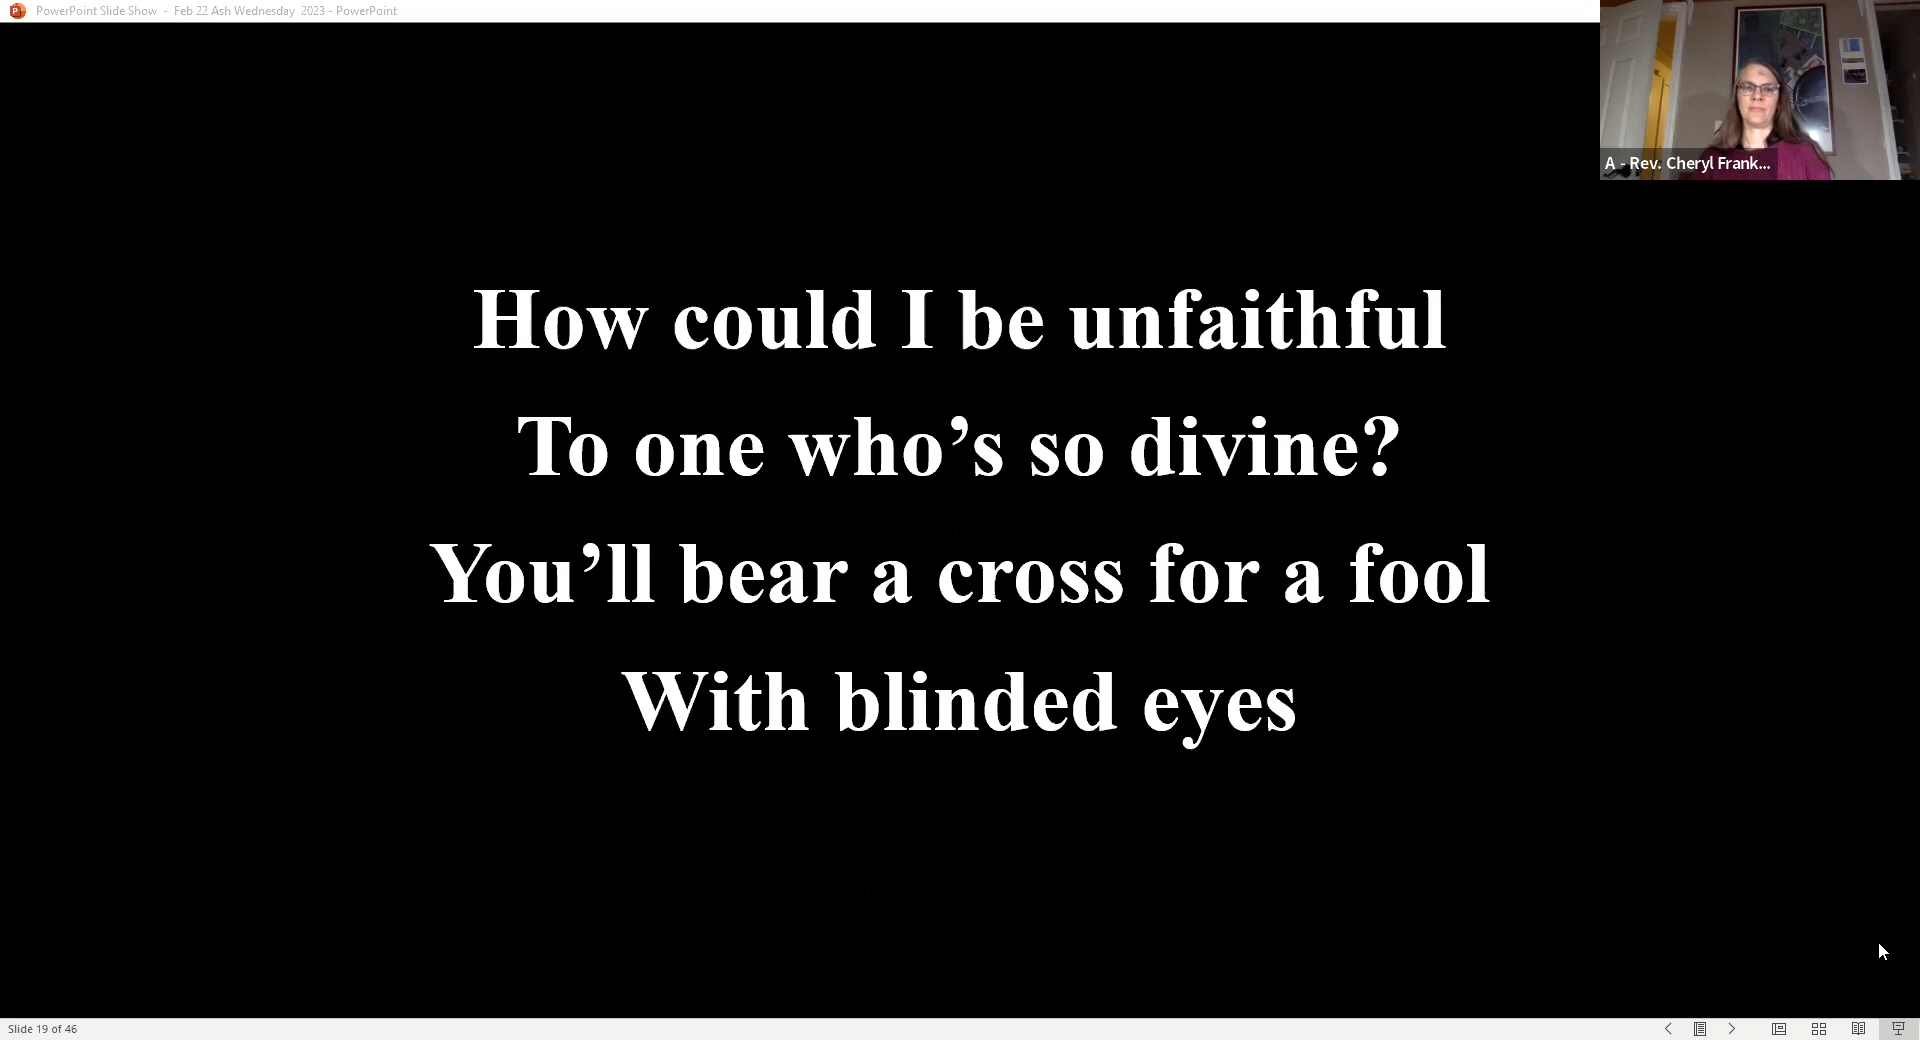 PowerPoint Slide Show - Feb 22 Ash Wednesday 2023 - PowerPoint
A - Rev. Cheryl Frank...
How could I be unfaithful
To one who’s so divine?
You’ll bear a cross for a fool
With blinded eyes
Slide 19 of 46